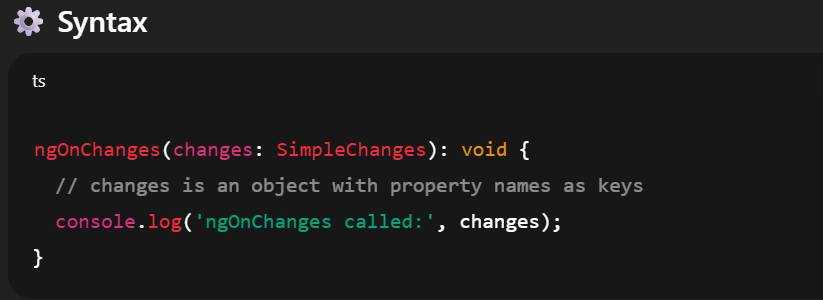 ⚙️ Syntax
ts
ngOnChanges(changes: SimpleChanges): void {
  // changes is an object with property names as keys
  console.log('ngOnChanges called:', changes);
}